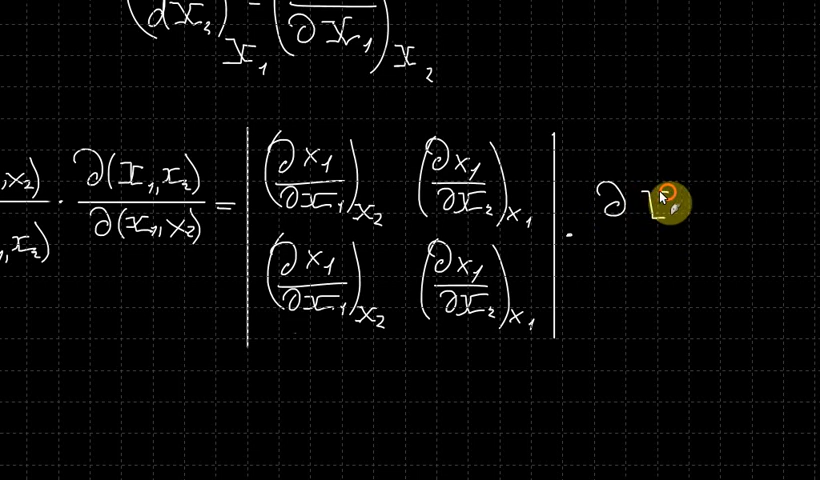 (dX₂)X₁ = (∂X₁)X₂
,x₂) / ,X₂) · ∂(X₁,x₂) / ∂(X₁,X₂) = | (∂x₁/∂X₁)x₂ (∂x₁/∂X₂)x₁ | · ∂
| (∂x₁/∂X₁)x₂ (∂x₁/∂X₂)x₁ |